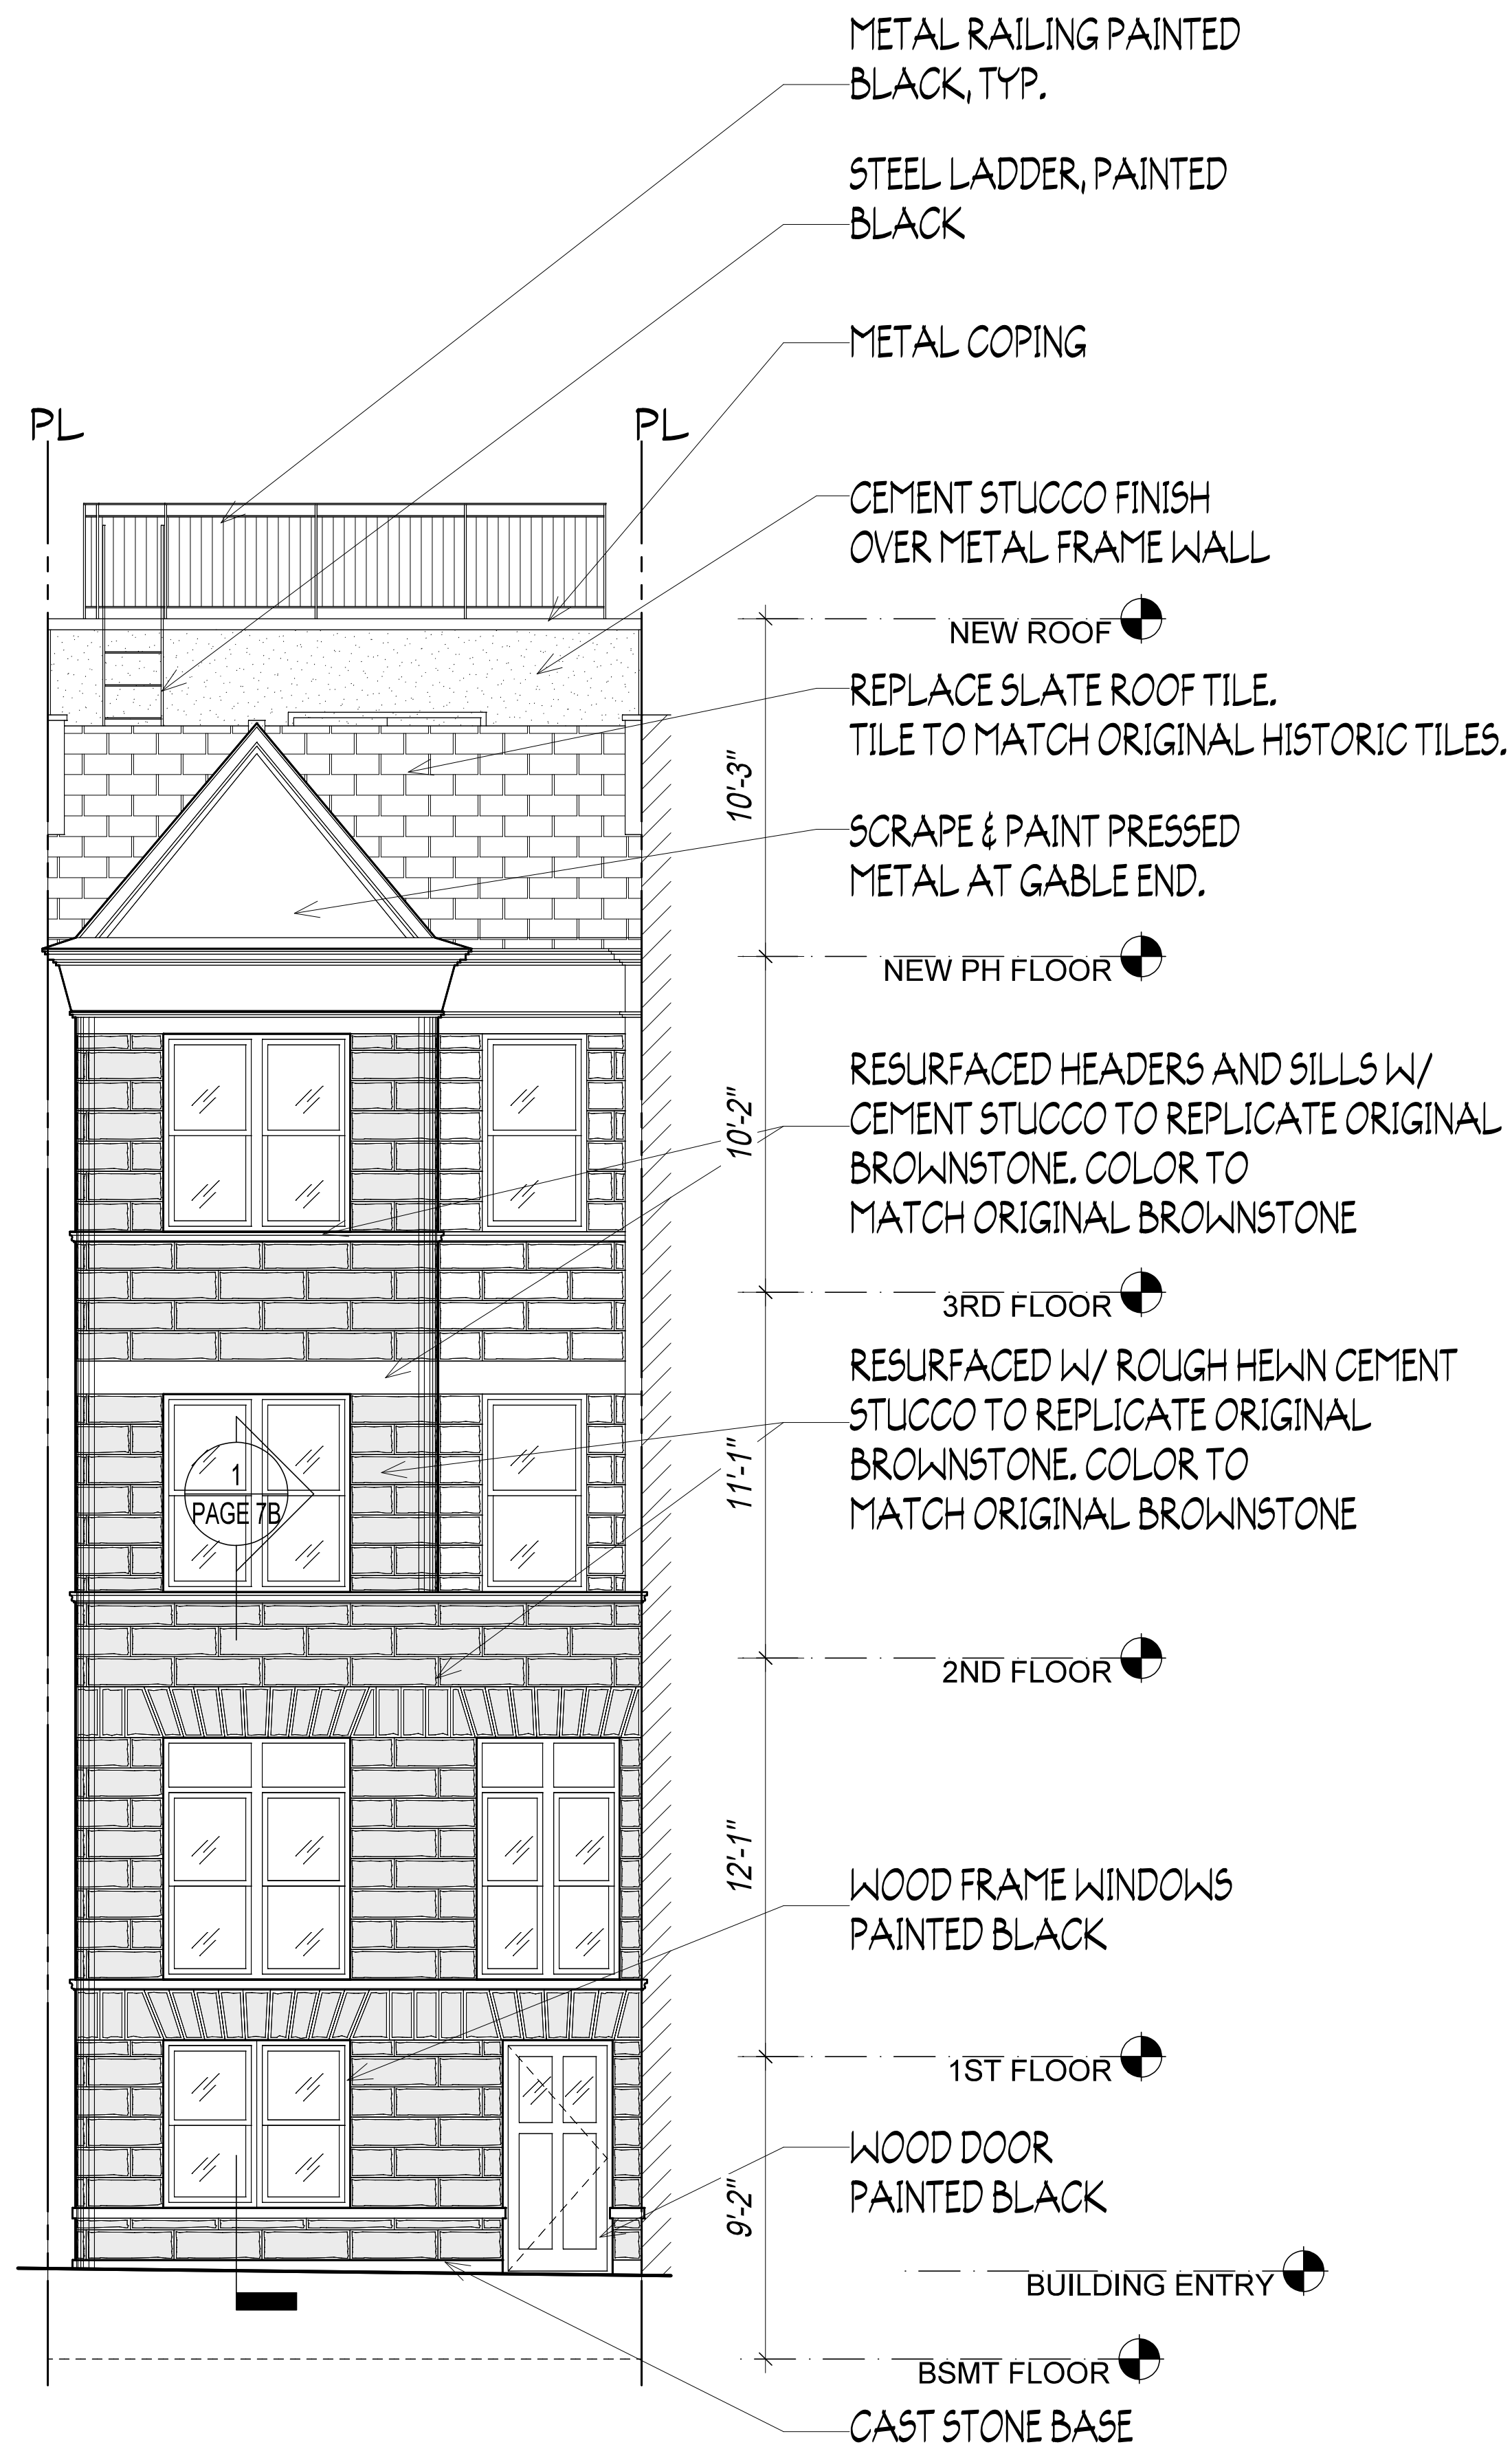 METAL RAILING PAINTED
BLACK, TYP.
STEEL LADDER, PAINTED
BLACK
METAL COPING
PL
PL
CEMENT STUCCO FINISH
OVER METAL FRAME WALL
NEW ROOF
REPLACE SLATE ROOF TILE.
TILE TO MATCH ORIGINAL HISTORIC TILES.
10'-3"
SCRAPE & PAINT PRESSED
METAL AT GABLE END.
NEW PH FLOOR
RESURFACED HEADERS AND SILLS W/
CEMENT STUCCO TO REPLICATE ORIGINAL
BROWNSTONE. COLOR TO
MATCH ORIGINAL BROWNSTONE
10'-2"
3RD FLOOR
RESURFACED W/ ROUGH HEWN CEMENT
STUCCO TO REPLICATE ORIGINAL
BROWNSTONE. COLOR TO
MATCH ORIGINAL BROWNSTONE
11'-1"
1
PAGE 7B
2ND FLOOR
12'-1"
WOOD FRAME WINDOWS
PAINTED BLACK
1ST FLOOR
WOOD DOOR
PAINTED BLACK
9'-2"
BUILDING ENTRY
BSMT FLOOR
CAST STONE BASE